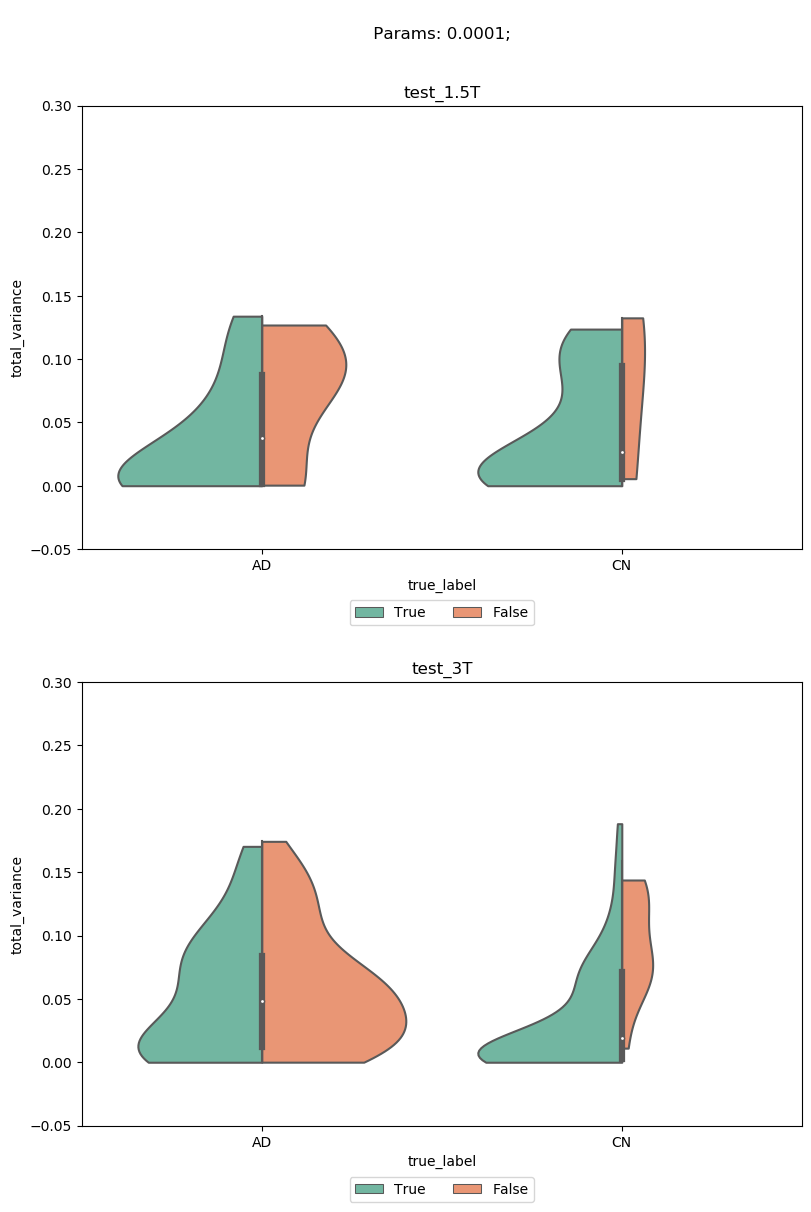 Params: 0.0001;
test_1.5T
0.30
0.25
0.20
0.15
0.10
0.05
0.00
−0.05
total_variance
AD CN
true_label
True False
test_3T
0.30
0.25
0.20
0.15
0.10
0.05
0.00
−0.05
total_variance
AD CN
true_label
True False